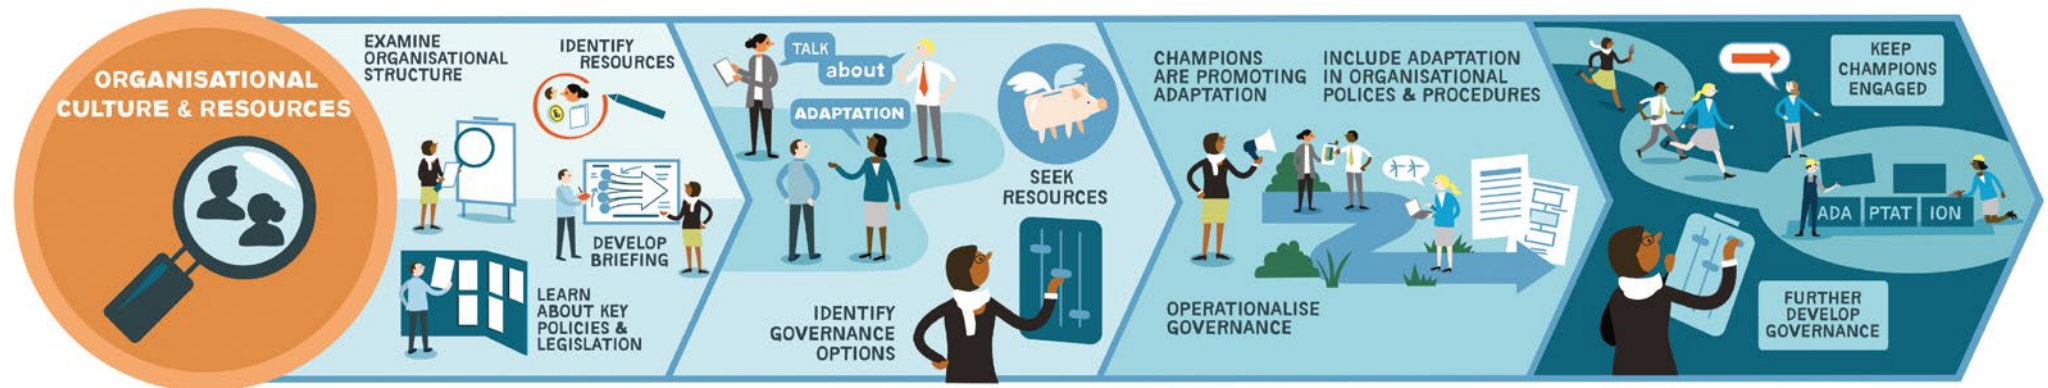 ORGANISATIONAL
CULTURE & RESOURCES
EXAMINE
ORGANISATIONAL
STRUCTURE
IDENTIFY
RESOURCES
DEVELOP
BRIEFING
LEARN
ABOUT KEY
POLICIES &
LEGISLATION
TALK
about
ADAPTATION
SEEK
RESOURCES
IDENTIFY
GOVERNANCE
OPTIONS
CHAMPIONS
ARE PROMOTING
ADAPTATION
INCLUDE ADAPTATION
IN ORGANISATIONAL
POLICES & PROCEDURES
OPERATIONALISE
GOVERNANCE
KEEP
CHAMPIONS
ENGAGED
ADA PTAT ION
FURTHER
DEVELOP
GOVERNANCE